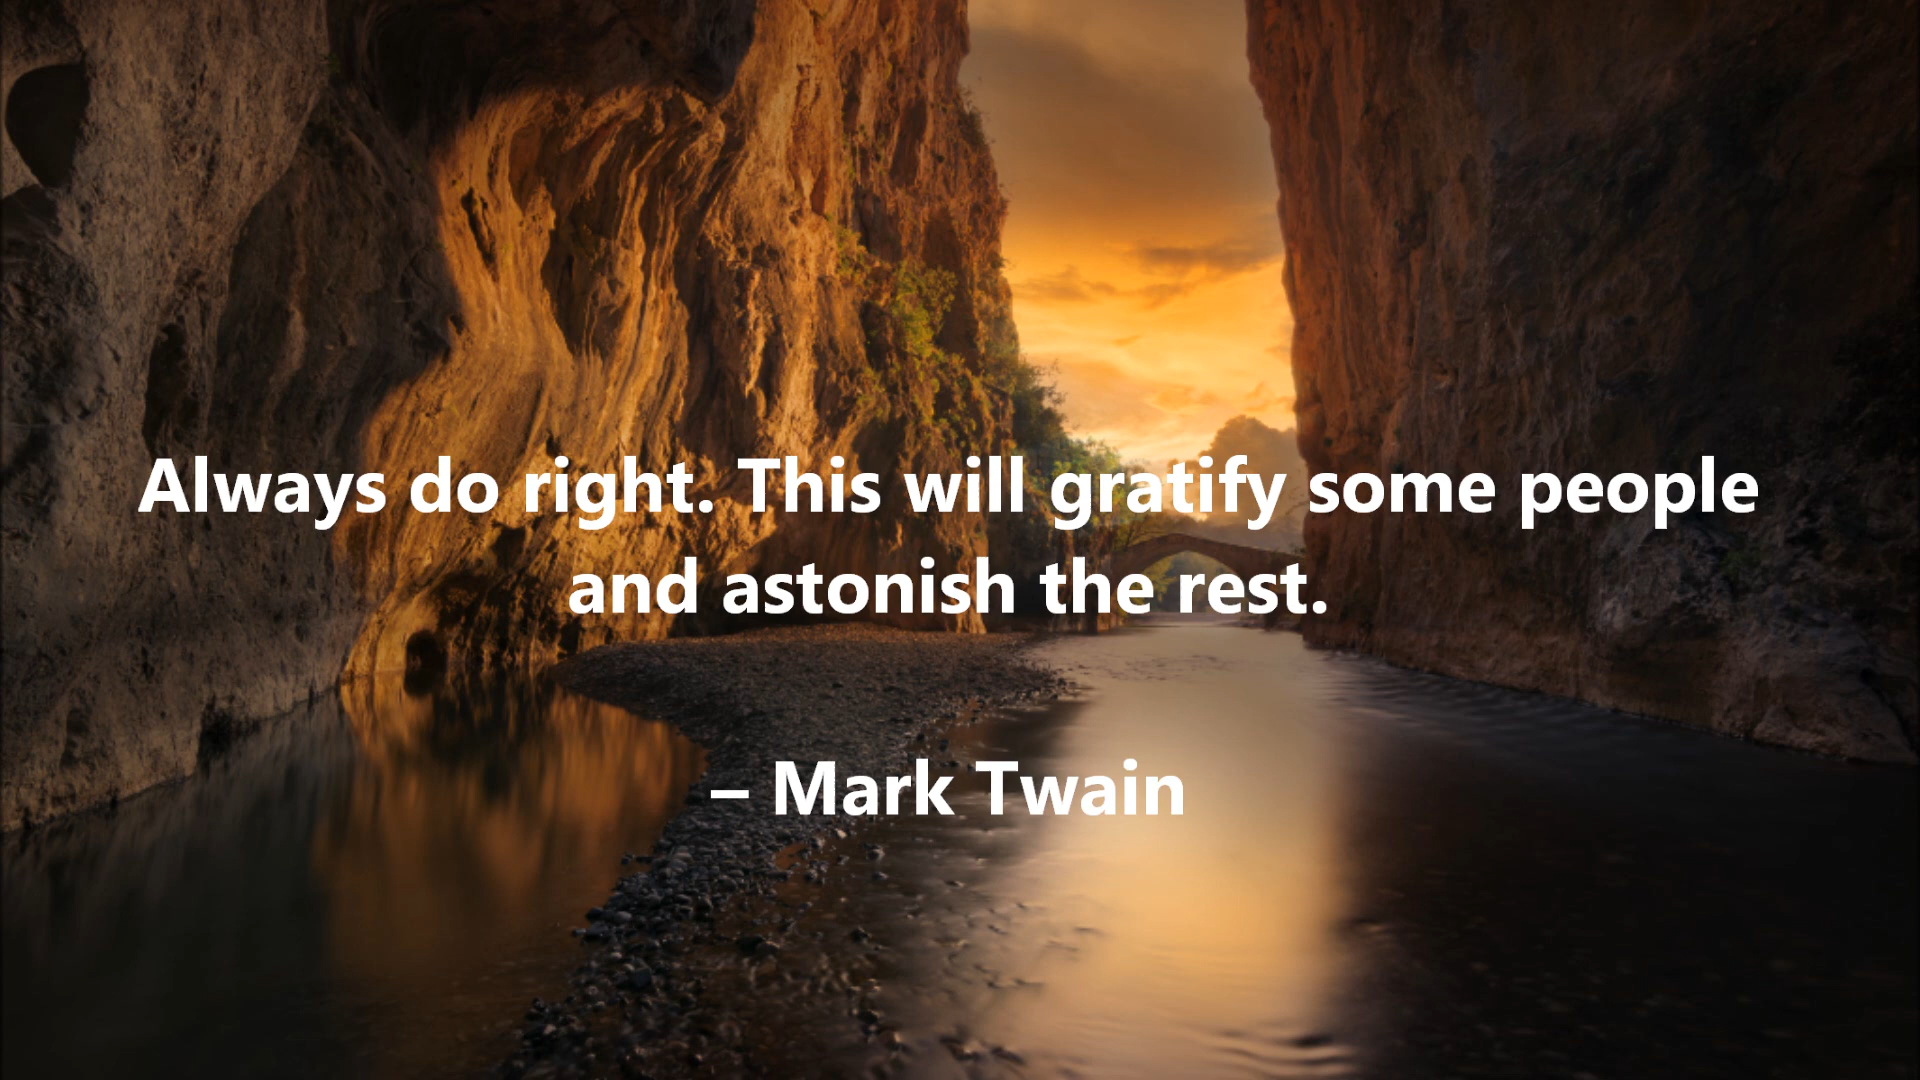 Always do right. This will gratify some people
and astonish the rest.
– Mark Twain